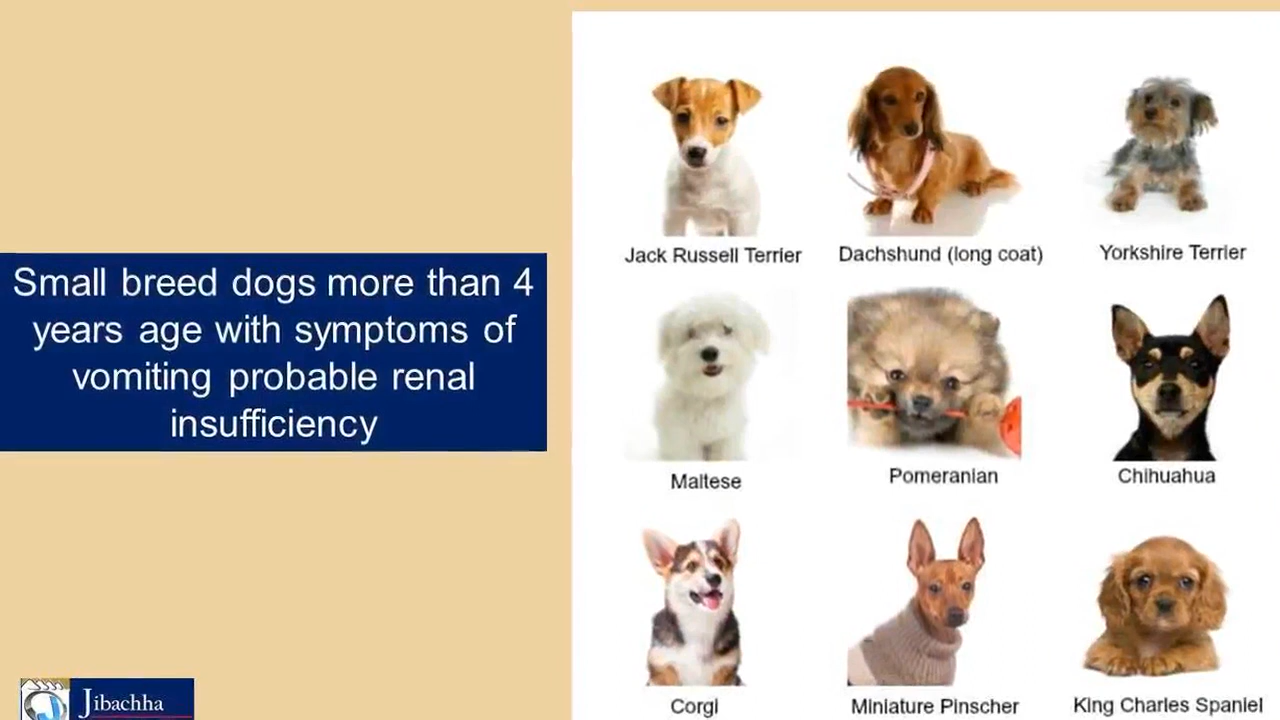 Small breed dogs more than 4
years age with symptoms of
vomiting probable renal
insufficiency
Jack Russell Terrier
Dachshund (long coat)
Yorkshire Terrier
Maltese
Pomeranian
Chihuahua
Corgi
Miniature Pinscher
King Charles Spaniel
Jibachha